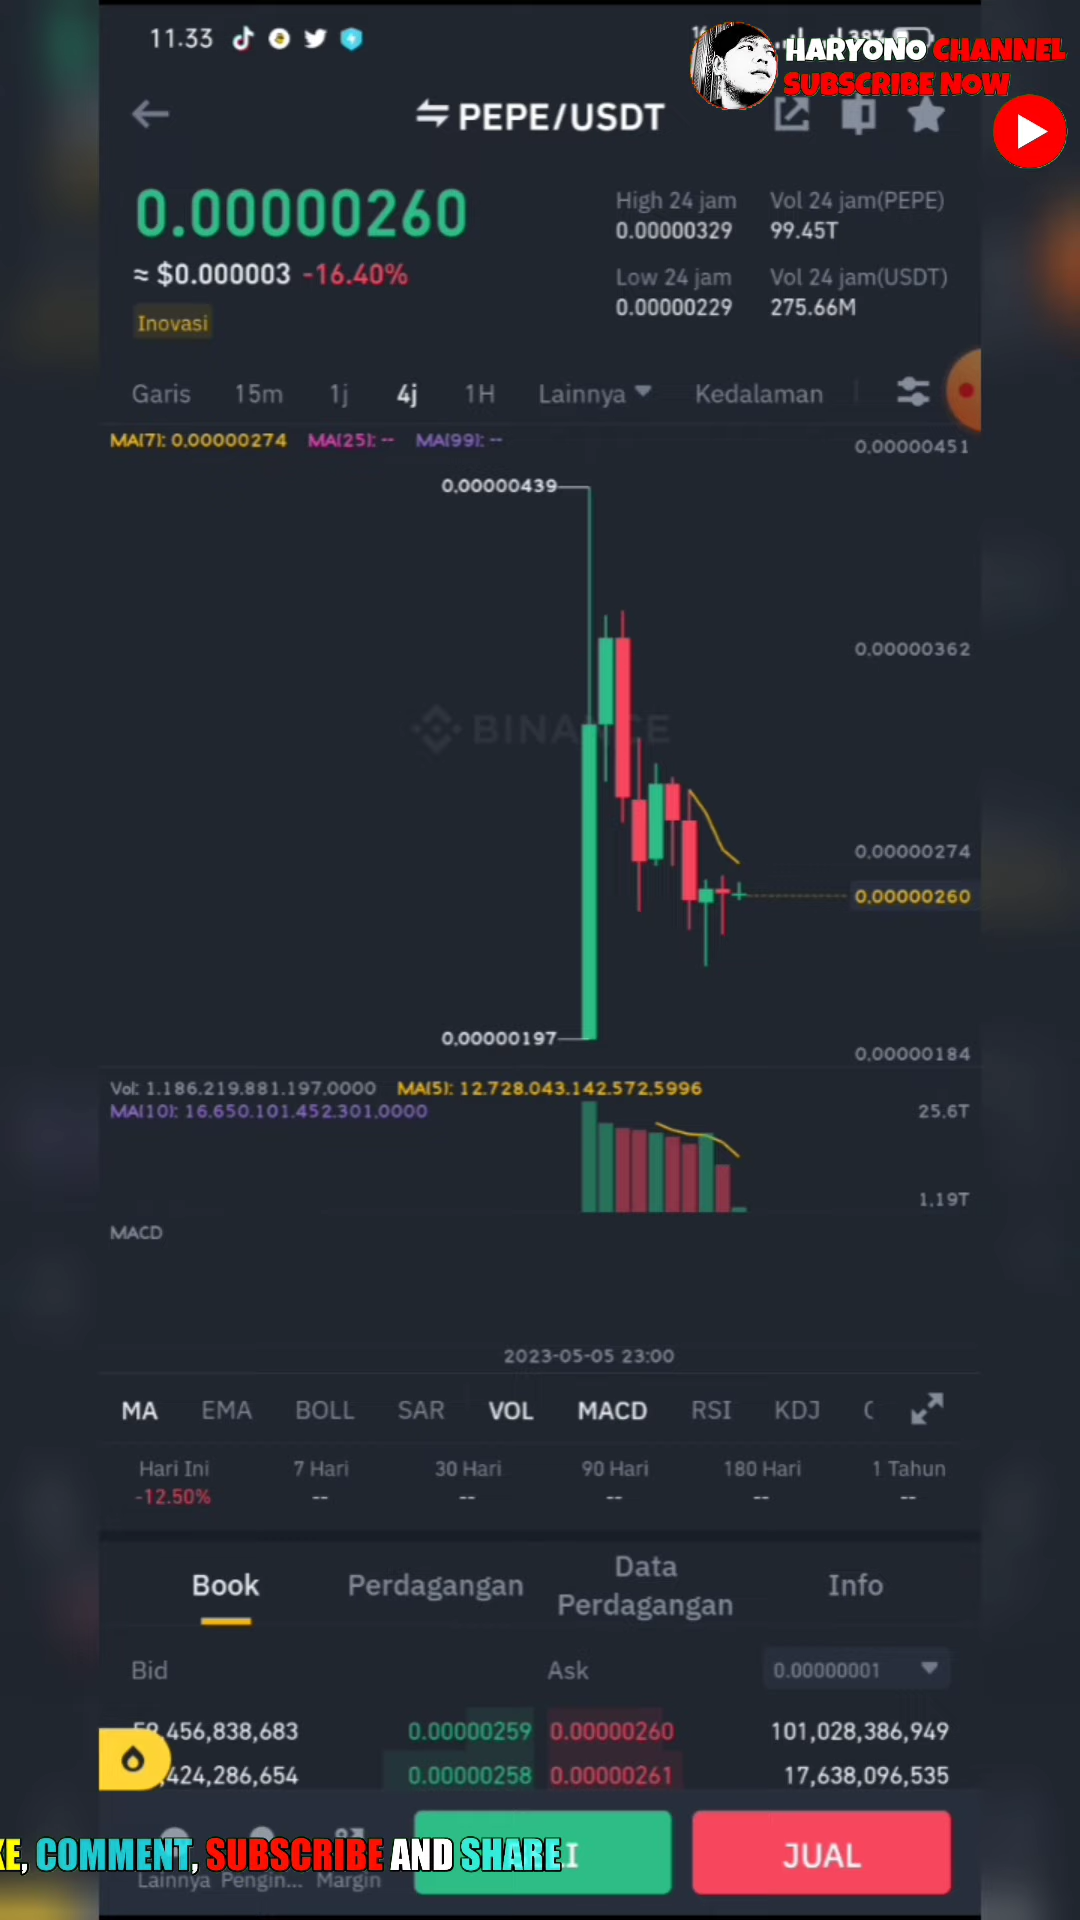 11.33
HARYONO CHANNEL
SUBSCRIBE NOW
PEPE/USDT
0.00000260
≈ $0.000003 -16.40%
Inovasi
High 24 jam
0.00000329
Vol 24 jam(PEPE)
99.45T
Low 24 jam
0.00000229
Vol 24 jam(USDT)
275.66M
Garis 15m 1j 4j 1H Lainnya Kedalaman
MA(7): 0,00000274 MA(25): -- MA(99): --
0,00000451
0,00000439
0,00000362
BINANCE
0,00000274
0,00000260
0,00000197
0,00000184
Vol: 1.186.219.881.197,0000 MA(5): 12.728.043.142.572,5996
MA(10): 16.650.101.452.301,0000
25,6T
1,19T
MACD
2023-05-05 23:00
MA EMA BOLL SAR VOL MACD RSI KDJ
Hari Ini 7 Hari 30 Hari 90 Hari 180 Hari 1 Tahun
-12.50% -- -- -- -- --
Book Perdagangan Data Perdagangan Info
Bid Ask 0.00000001
456,838,683 0.00000259 0.00000260 101,028,386,949
424,286,654 0.00000258 0.00000261 17,638,096,535
COMMENT, SUBSCRIBE AND SHARE
JUAL
Lainnya Pengin... Margin